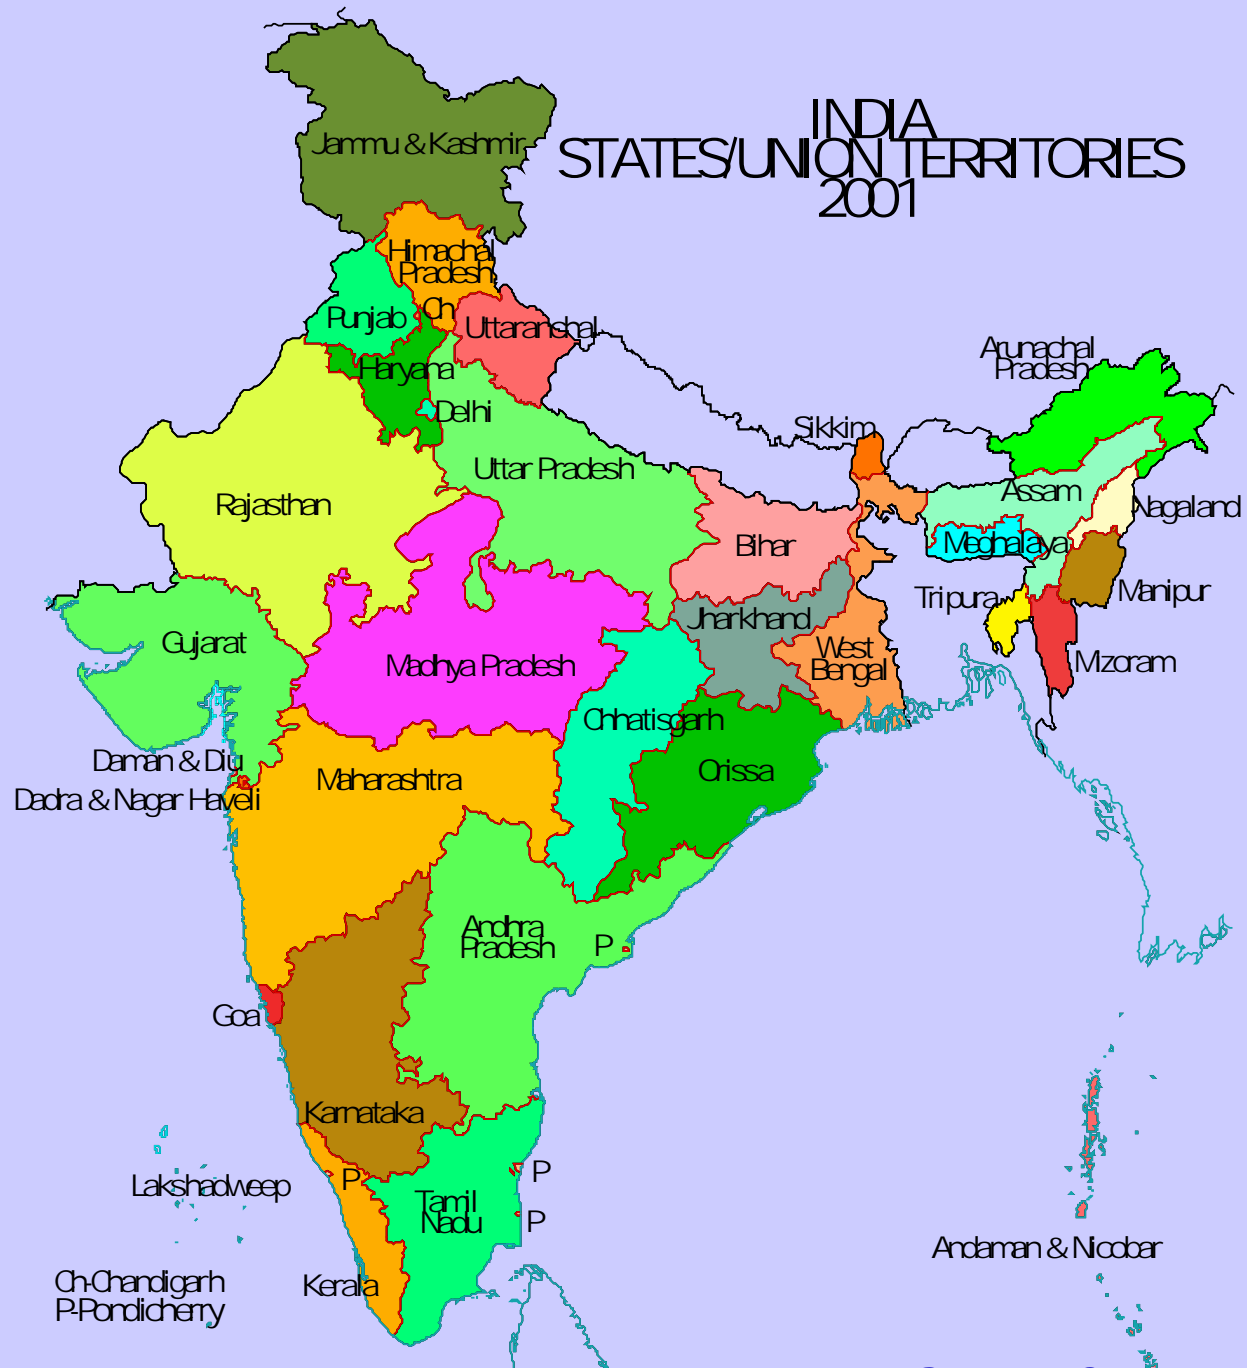 INDIA
STATES/UNION TERRITORIES
2001
Jammu & Kashmir
Himachal
Pradesh
Ch
Punjab
Uttaranchal
Haryana
Delhi
Arunachal
Pradesh
Sikkim
Uttar Pradesh
Rajasthan
Assam
Nagaland
Bihar
Meghalaya
Manipur
Tripura
Jharkhand
Gujarat
West
Bengal
Madhya Pradesh
Mizoram
Chhatisgarh
Daman & Diu
Dadra & Nagar Haveli
Maharashtra
Orissa
Andhra
Pradesh
P
Goa
Karnataka
P
P
Lakshadweep
Tamil
Nadu
P
Andaman & Nicobar
Kerala
Ch-Chandigarh
P-Pondicherry